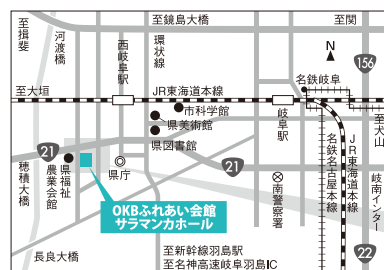 至鏡島大橋
至関
至揖斐
河渡橋
西岐阜駅
環状線
N
156
名鉄岐阜
至大垣
JR東海道本線
市科学館
県美術館
県図書館
岐阜駅
至犬山
21
21
穂積大橋
県福祉農業会館
県庁
南警察署
名鉄名古屋本線
JR東海道本線
岐南インター
OKBふれあい会館
サラマンカホール
22
長良大橋
至新幹線羽島駅
至名神高速岐阜羽島IC